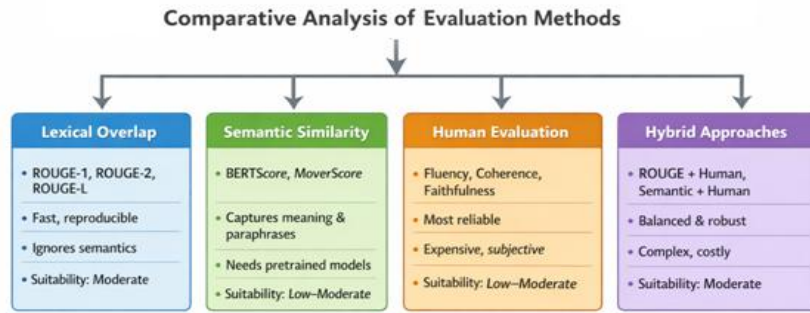 Comparative Analysis of Evaluation Methods
Lexical Overlap
• ROUGE-1, ROUGE-2,
ROUGE-L
• Fast, reproducible
• Ignores semantics
• Suitability: Moderate
Semantic Similarity
• BERTScore, MoverScore
• Captures meaning &
paraphrases
• Needs pretrained models
• Suitability: Low–Moderate
Human Evaluation
• Fluency, Coherence,
Faithfulness
• Most reliable
• Expensive, subjective
• Suitability: Low–Moderate
Hybrid Approaches
• ROUGE + Human,
Semantic + Human
• Balanced & robust
• Complex, costly
• Suitability: Moderate